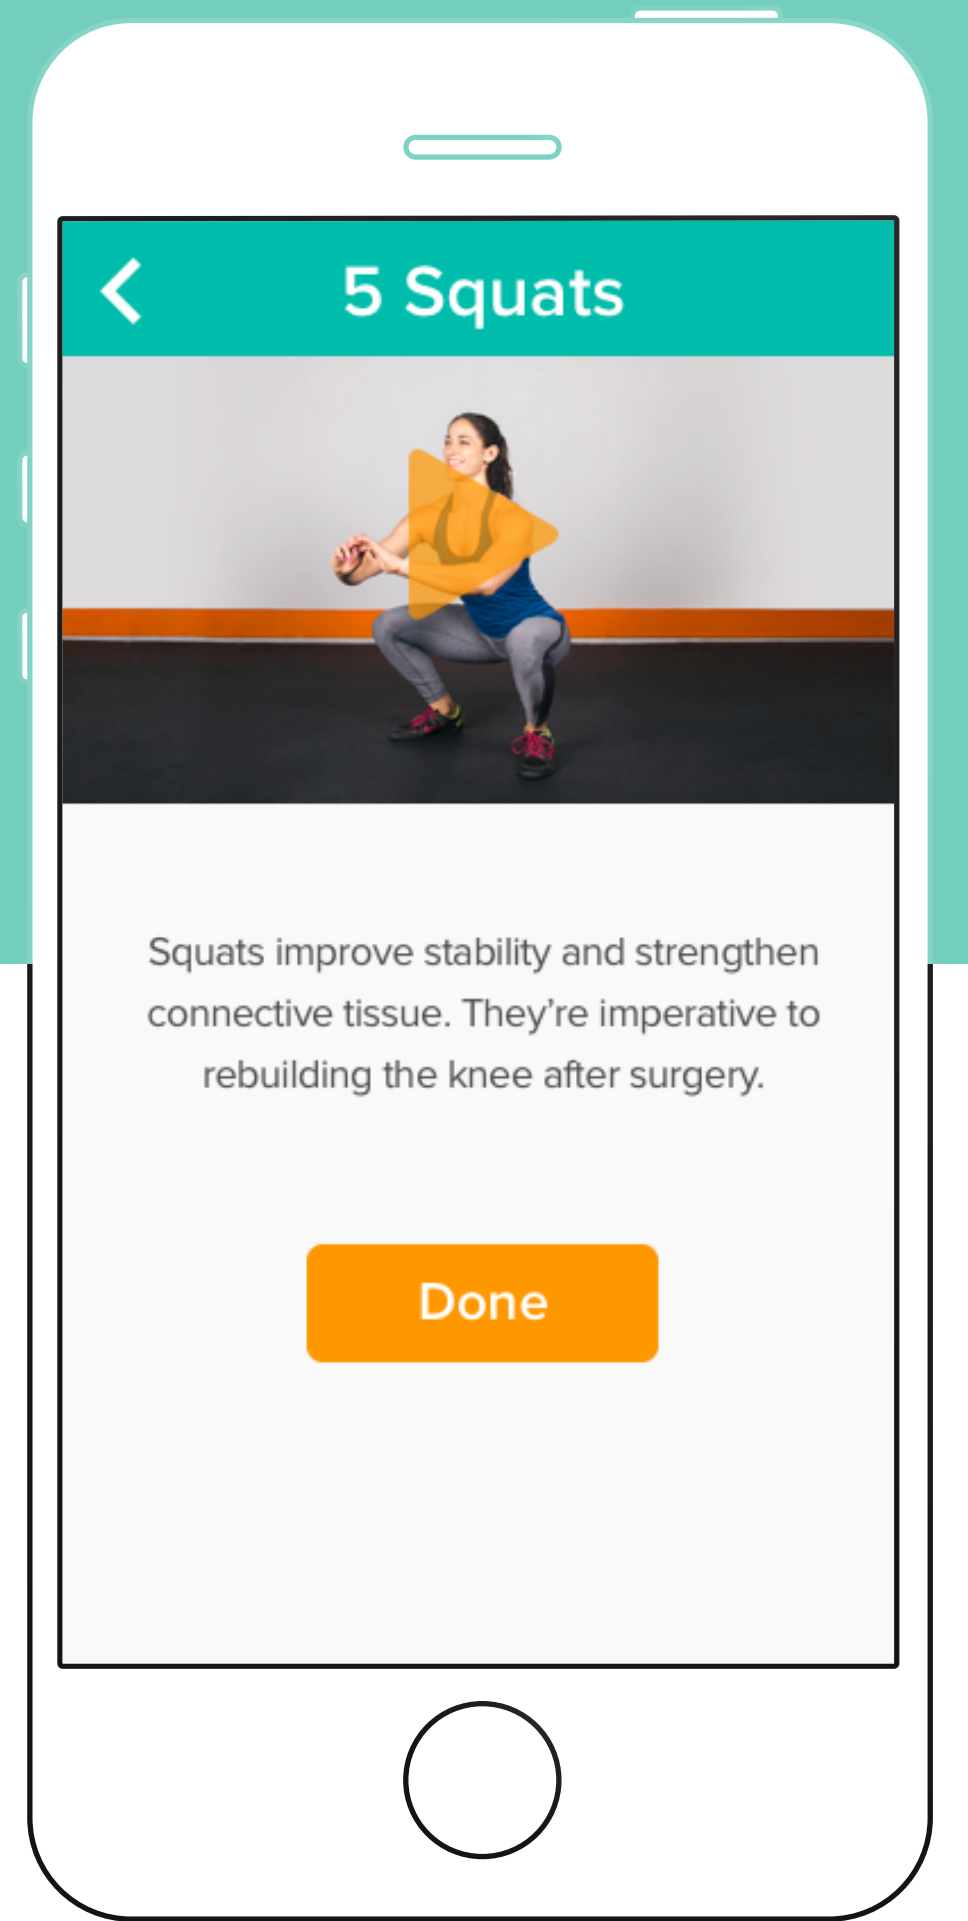 5 Squats
Squats improve stability and strengthen
connective tissue. They’re imperative to
rebuilding the knee after surgery.
Done